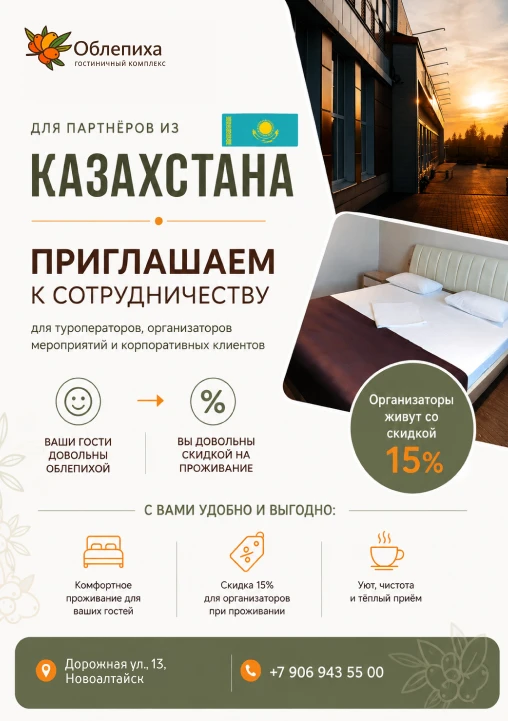 Облепиха
ГОСТИНИЧНЫЙ КОМПЛЕКС
ДЛЯ ПАРТНЁРОВ ИЗ
КАЗАХСТАНА
ПРИГЛАШАЕМ
К СОТРУДНИЧЕСТВУ
для туроператоров, организаторов
мероприятий и корпоративных клиентов
ВАШИ ГОСТИ
ДОВОЛЬНЫ
ОБЛЕПИХОЙ
%
ВЫ ДОВОЛЬНЫ
СКИДКОЙ НА
ПРОЖИВАНИЕ
Организаторы
живут со
скидкой
15%
С ВАМИ УДОБНО И ВЫГОДНО:
Комфортное
проживание для
ваших гостей
%
Скидка 15%
для организаторов
при проживании
Уют, чистота
и тёплый приём
Дорожная ул., 13,
Новоалтайск
+7 906 943 55 00